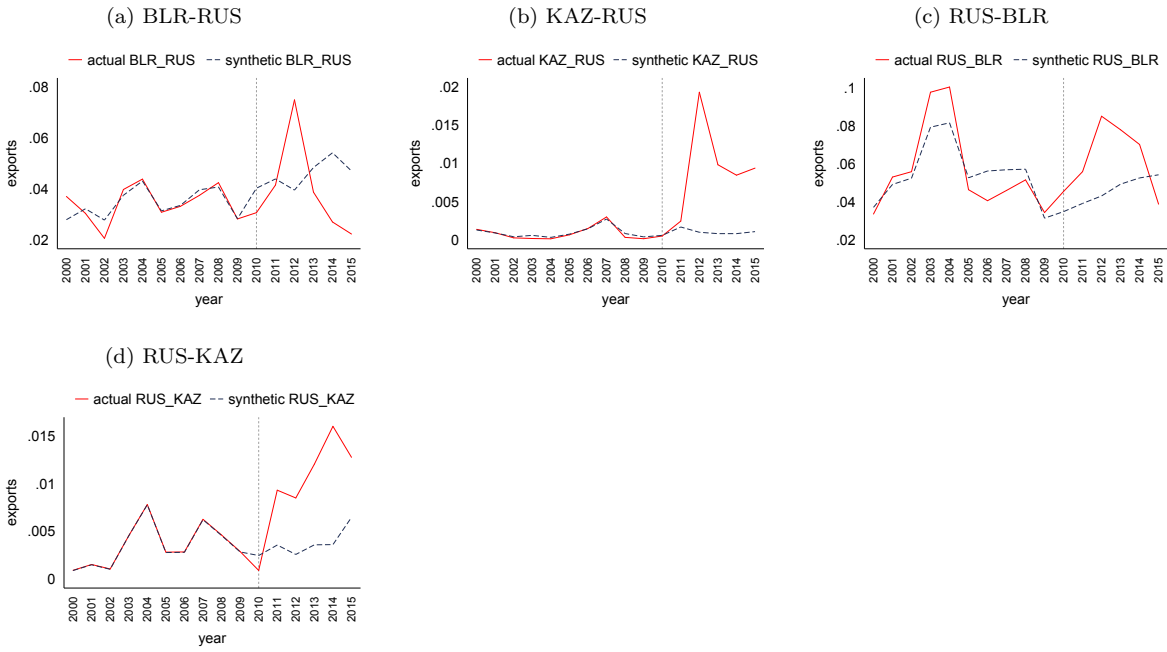 (a) BLR-RUS
actual BLR_RUS synthetic BLR_RUS
.08
.06
.04
.02
exports
2000 2001 2002 2003 2004 2005 2006 2007 2008 2009 2010 2011 2012 2013 2014 2015
year
(b) KAZ-RUS
actual KAZ_RUS synthetic KAZ_RUS
.02
.015
.01
.005
0
exports
2000 2001 2002 2003 2004 2005 2006 2007 2008 2009 2010 2011 2012 2013 2014 2015
year
(c) RUS-BLR
actual RUS_BLR synthetic RUS_BLR
.1
.08
.06
.04
.02
exports
2000 2001 2002 2003 2004 2005 2006 2007 2008 2009 2010 2011 2012 2013 2014 2015
year
(d) RUS-KAZ
actual RUS_KAZ synthetic RUS_KAZ
.015
.01
.005
0
exports
2000 2001 2002 2003 2004 2005 2006 2007 2008 2009 2010 2011 2012 2013 2014 2015
year